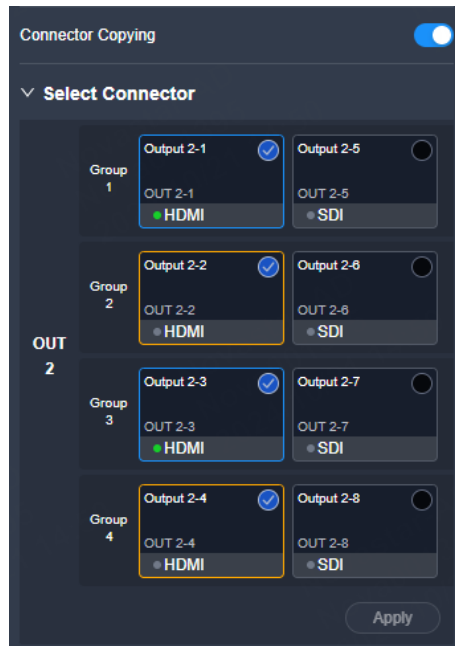 Connector Copying
Select Connector
OUT
2
Group
1
Output 2-1
OUT 2-1
HDMI
Output 2-5
OUT 2-5
SDI
Group
2
Output 2-2
OUT 2-2
HDMI
Output 2-6
OUT 2-6
SDI
Group
3
Output 2-3
OUT 2-3
HDMI
Output 2-7
OUT 2-7
SDI
Group
4
Output 2-4
OUT 2-4
HDMI
Output 2-8
OUT 2-8
SDI
Apply